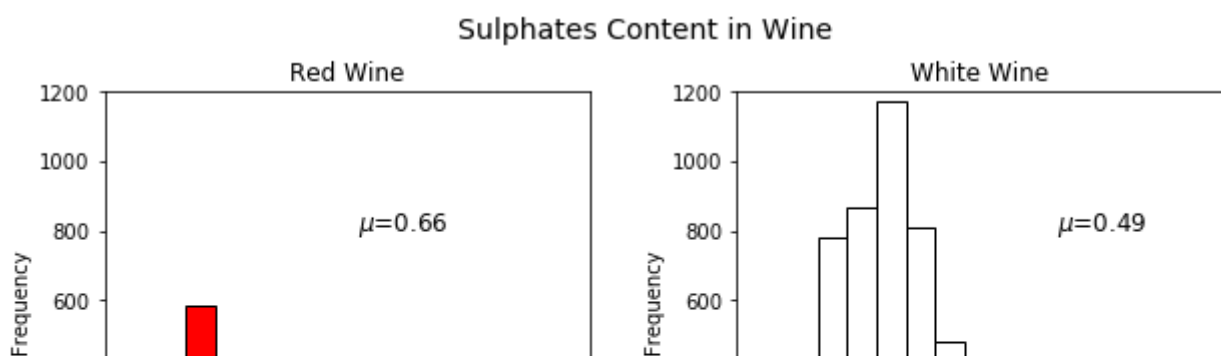 Sulphates Content in Wine
Red Wine
1200
1000
800
600
Frequency
μ=0.66
White Wine
1200
1000
800
600
Frequency
μ=0.49